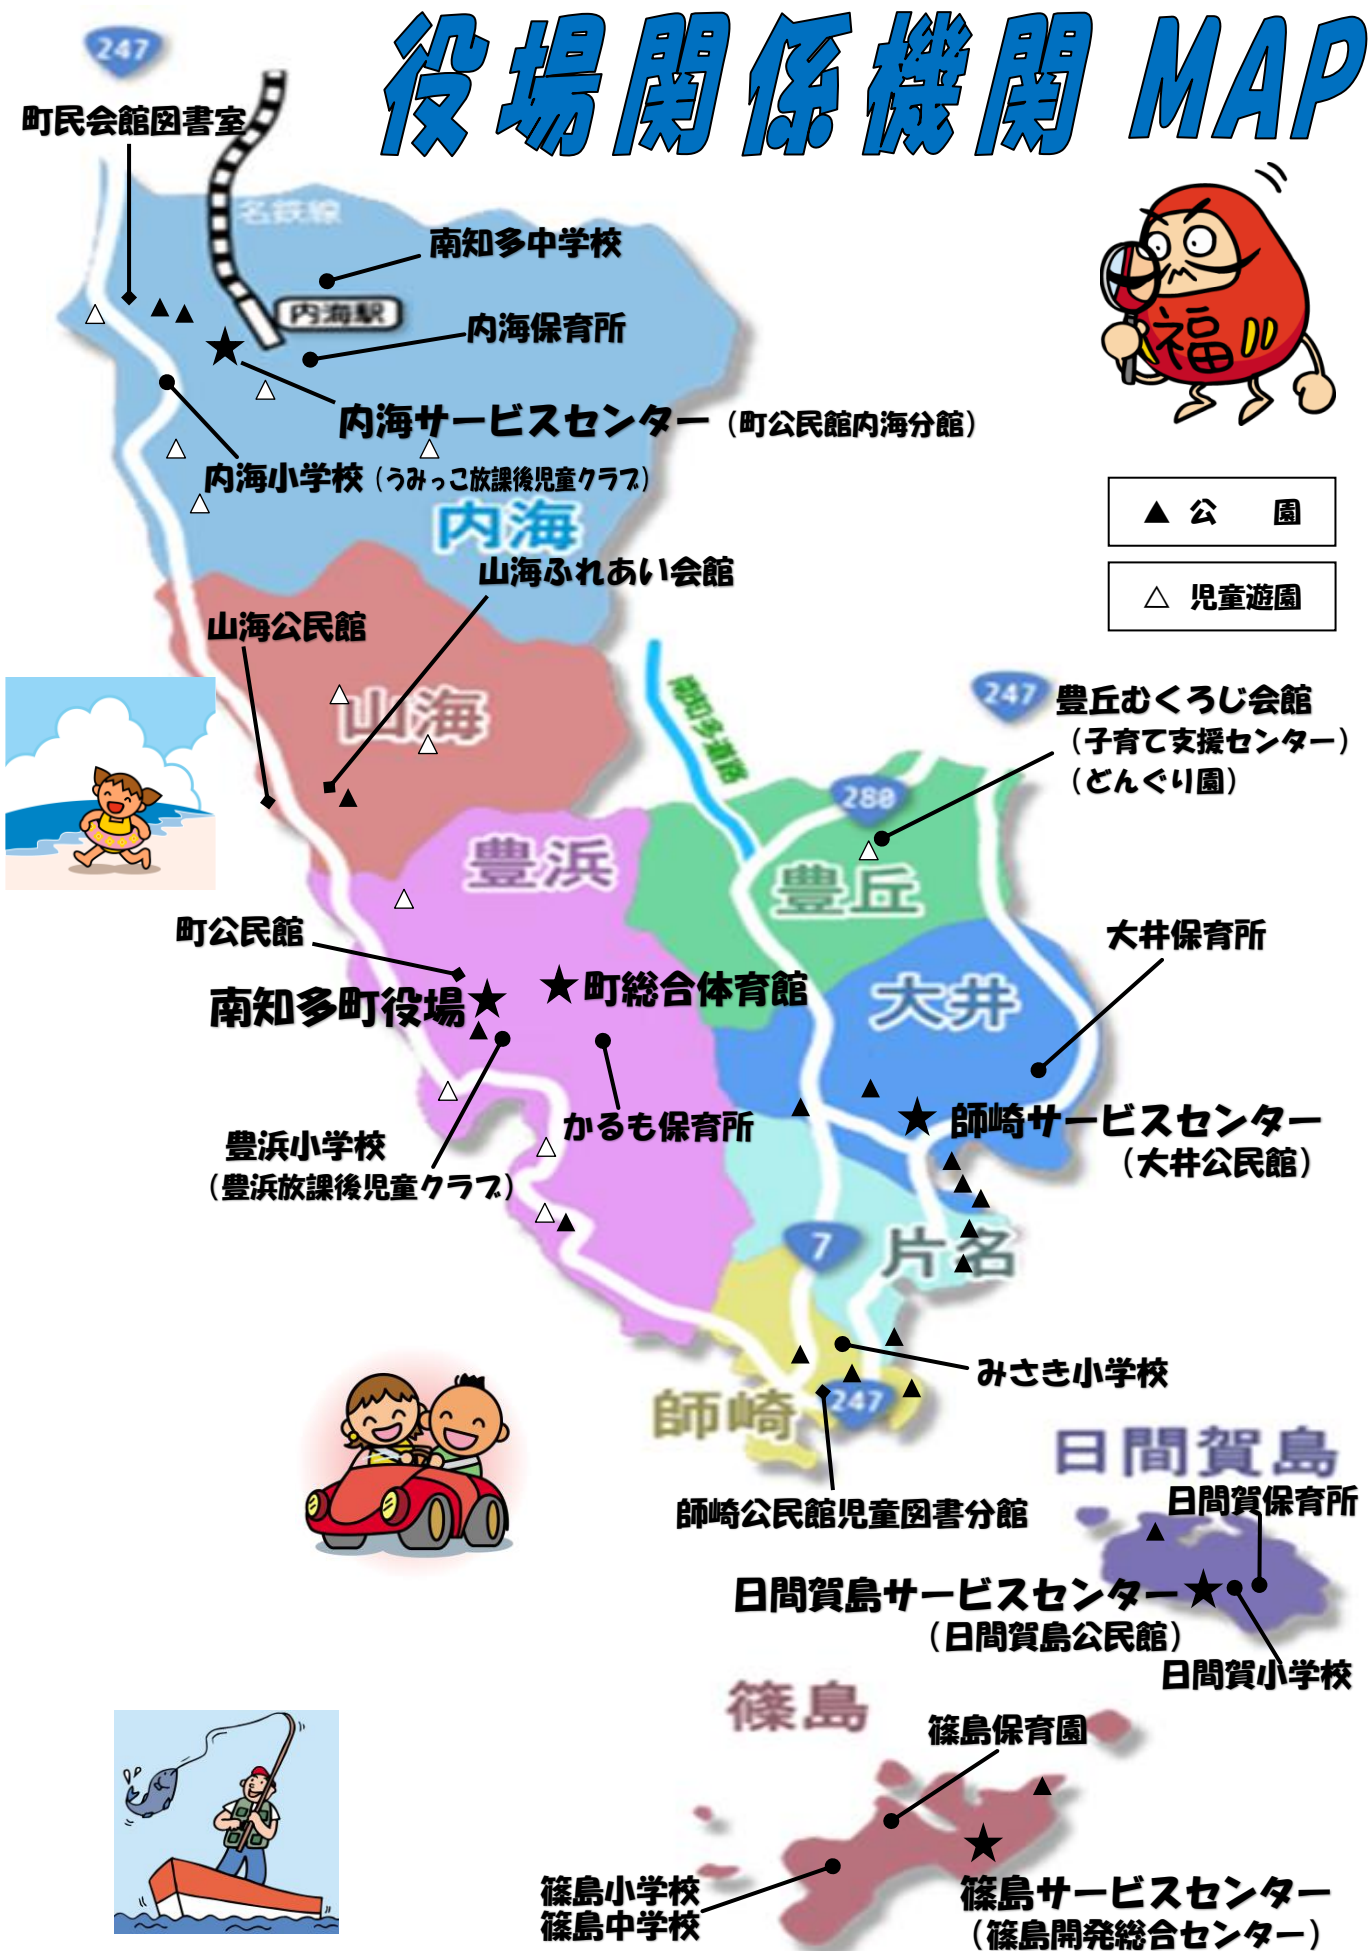 役場関係機関 MAP
247
町民会館図書室
名鉄線
南知多中学校
内海駅
内海保育所
福
内海サービスセンター（町公民館内海分館）
内海小学校（うみっこ放課後児童クラブ）
▲ 公　　園
内海
山海ふれあい会館
△ 児童遊園
山海公民館
南知多道路
山海
247
豊丘むくろじ会館
（子育て支援センター）
（どんぐり園）
280
豊浜
豊丘
町公民館
大井保育所
南知多町役場
町総合体育館
大井
かるも保育所
師崎サービスセンター
（大井公民館）
豊浜小学校
（豊浜放課後児童クラブ）
7
片名
みさき小学校
師崎
247
日間賀島
師崎公民館児童図書分館
日間賀保育所
日間賀島サービスセンター
（日間賀島公民館）
日間賀小学校
篠島
篠島保育園
篠島小学校
篠島中学校
篠島サービスセンター
（篠島開発総合センター）